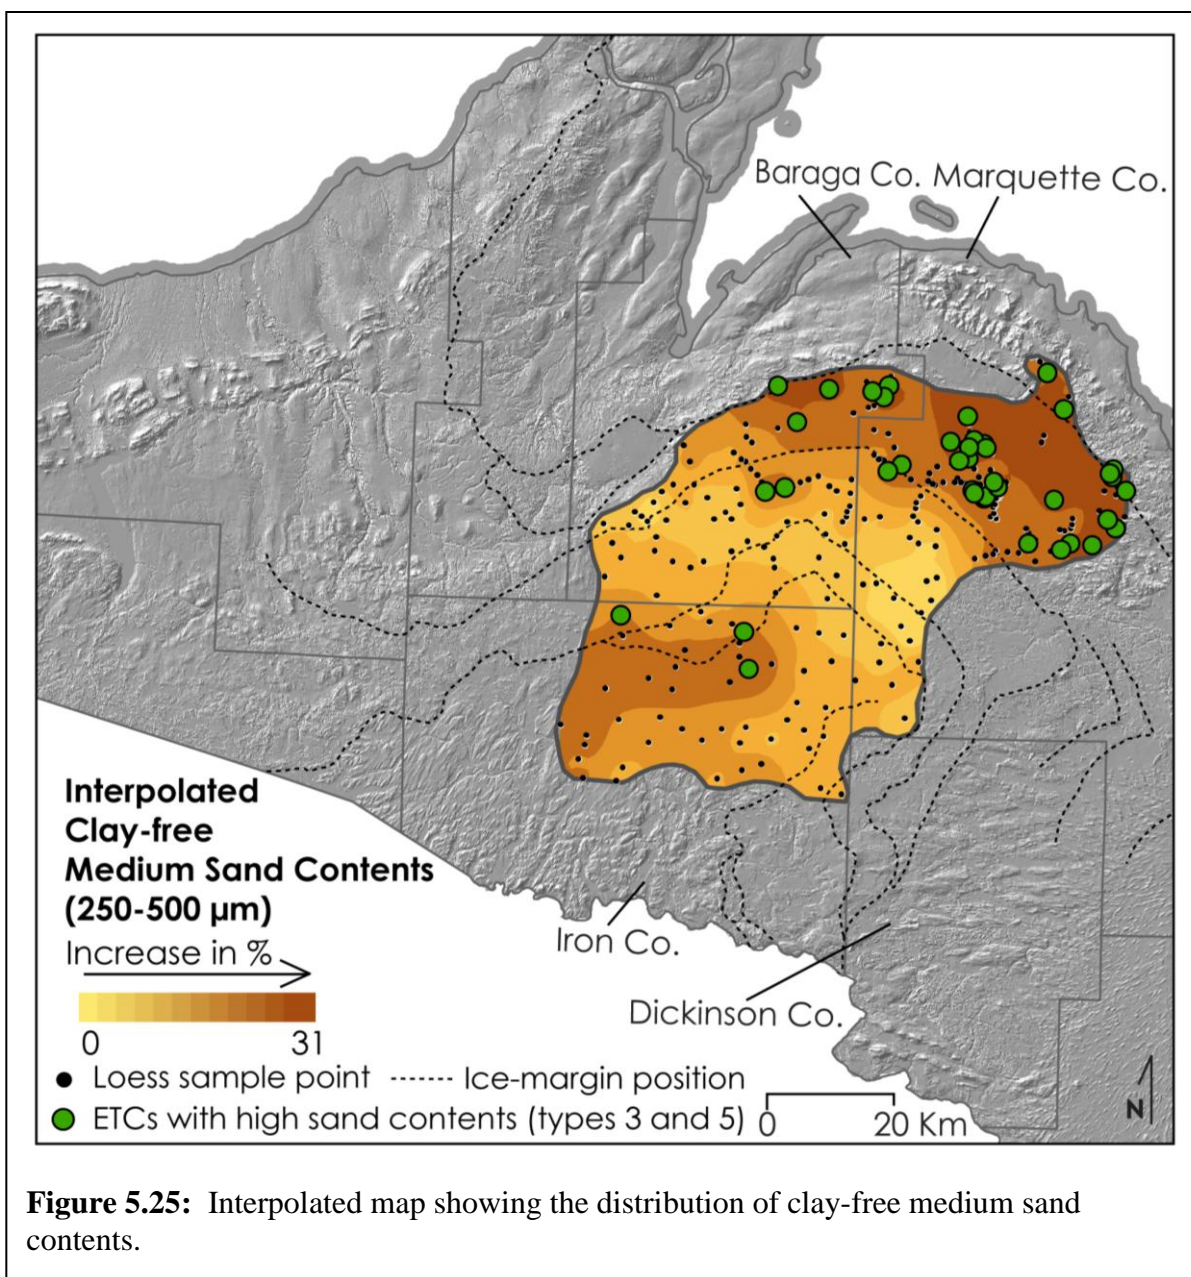 Baraga Co. Marquette Co.
Interpolated
Clay-free
Medium Sand Contents
(250-500 µm)
Increase in %
0 31
Iron Co.
Dickinson Co.
Loess sample point Ice-margin position
ETCs with high sand contents (types 3 and 5) 0 20 Km
N
Figure 5.25: Interpolated map showing the distribution of clay-free medium sand
contents.